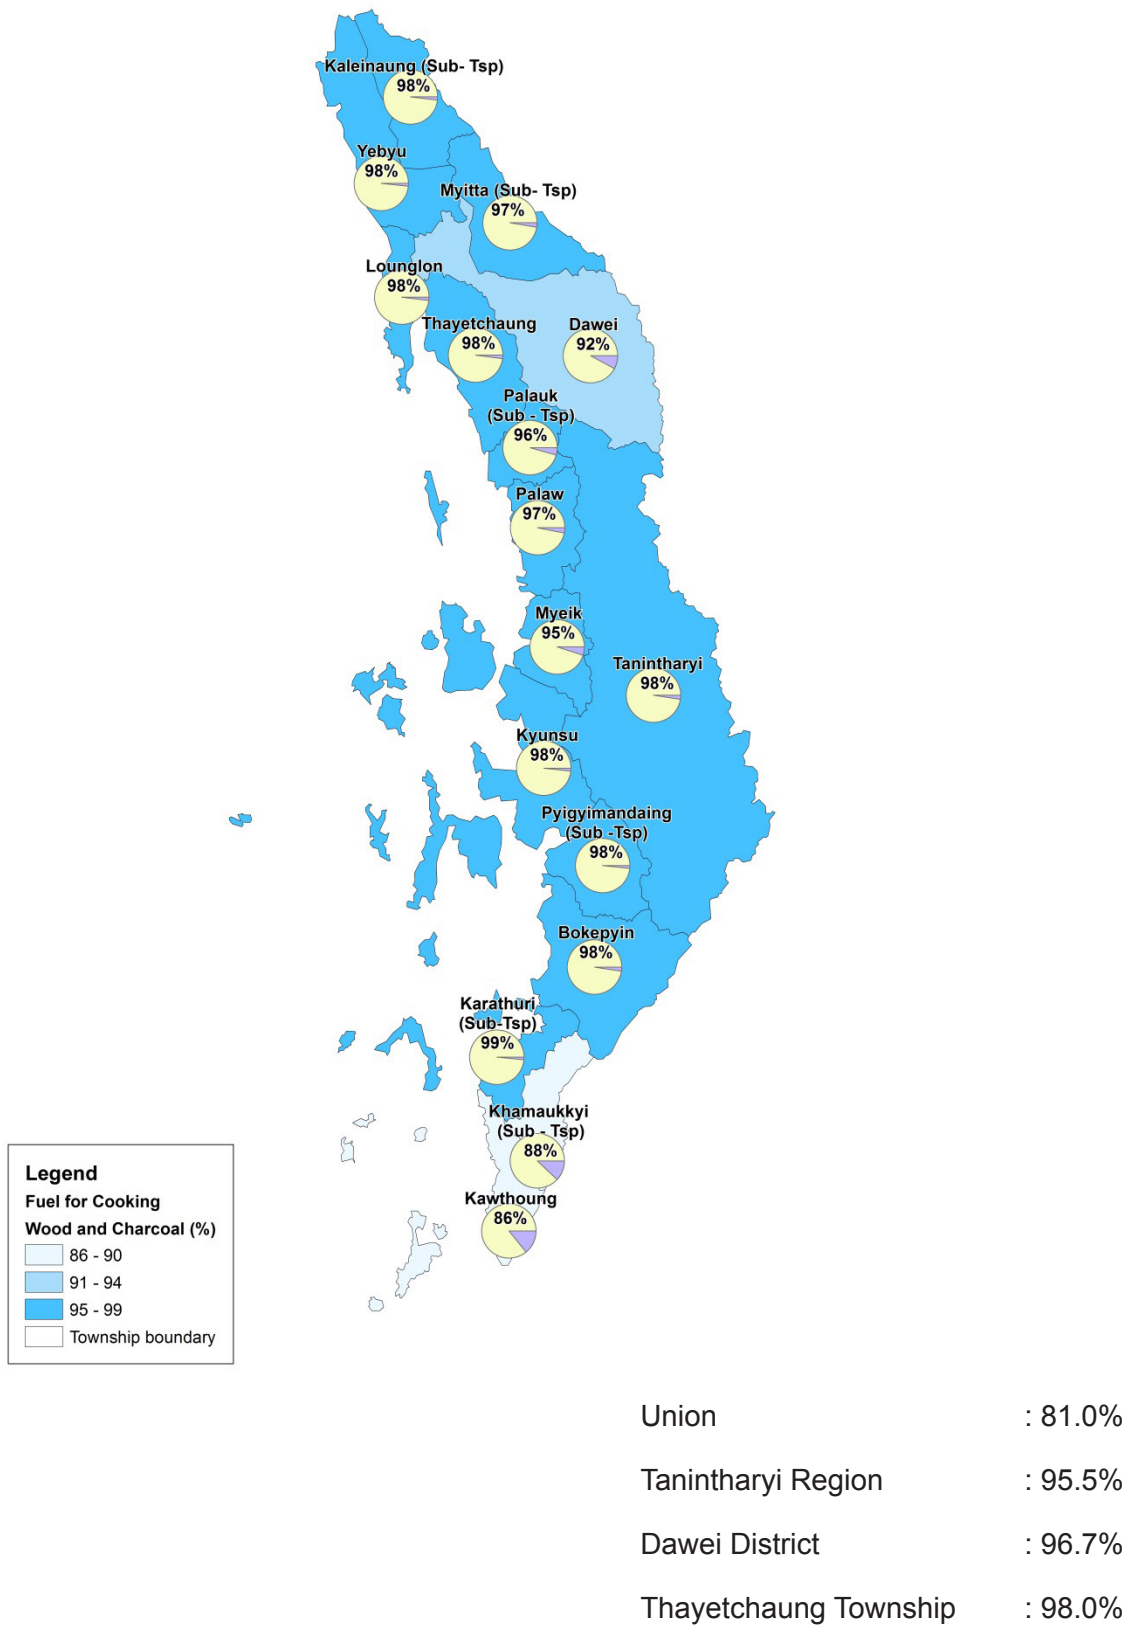 Kaleinaung (Sub- Tsp)
98%
Yebyu
98%
Myitta (Sub- Tsp)
97%
Lounglon
98%
Thayetchaung
98%
Dawei
92%
Palauk
(Sub - Tsp)
96%
Palaw
97%
Myeik
95%
Tanintharyi
98%
Kyunsu
98%
Pyigyimandaing
(Sub -Tsp)
98%
Bokepyin
98%
Karathuri
(Sub-Tsp)
99%
Khamaukkyi
(Sub - Tsp)
88%
Kawthoung
86%
Legend
Fuel for Cooking
Wood and Charcoal (%)
86 - 90
91 - 94
95 - 99
Township boundary
Union : 81.0%
Tanintharyi Region : 95.5%
Dawei District : 96.7%
Thayetchaung Township : 98.0%